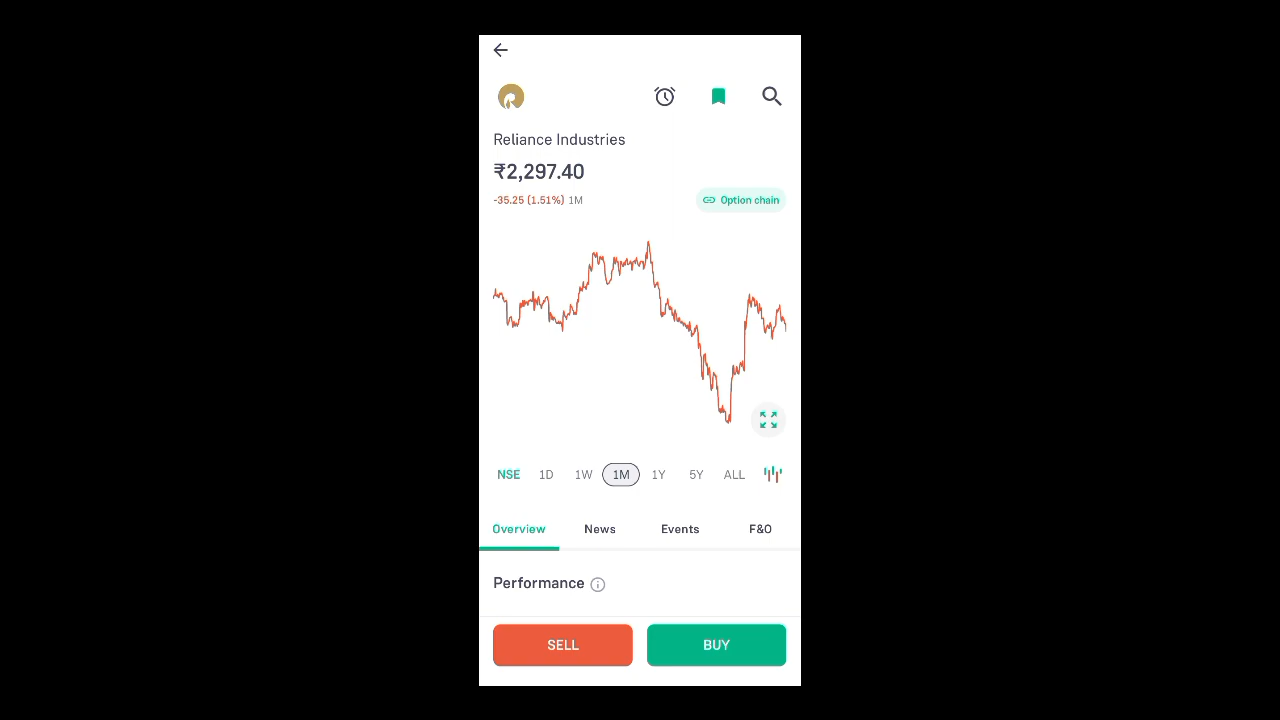 Reliance Industries
₹2,297.40
-35.25 (1.51%) 1M
Option chain
NSE 1D 1W 1M 1Y 5Y ALL
Overview News Events F&O
Performance
SELL BUY